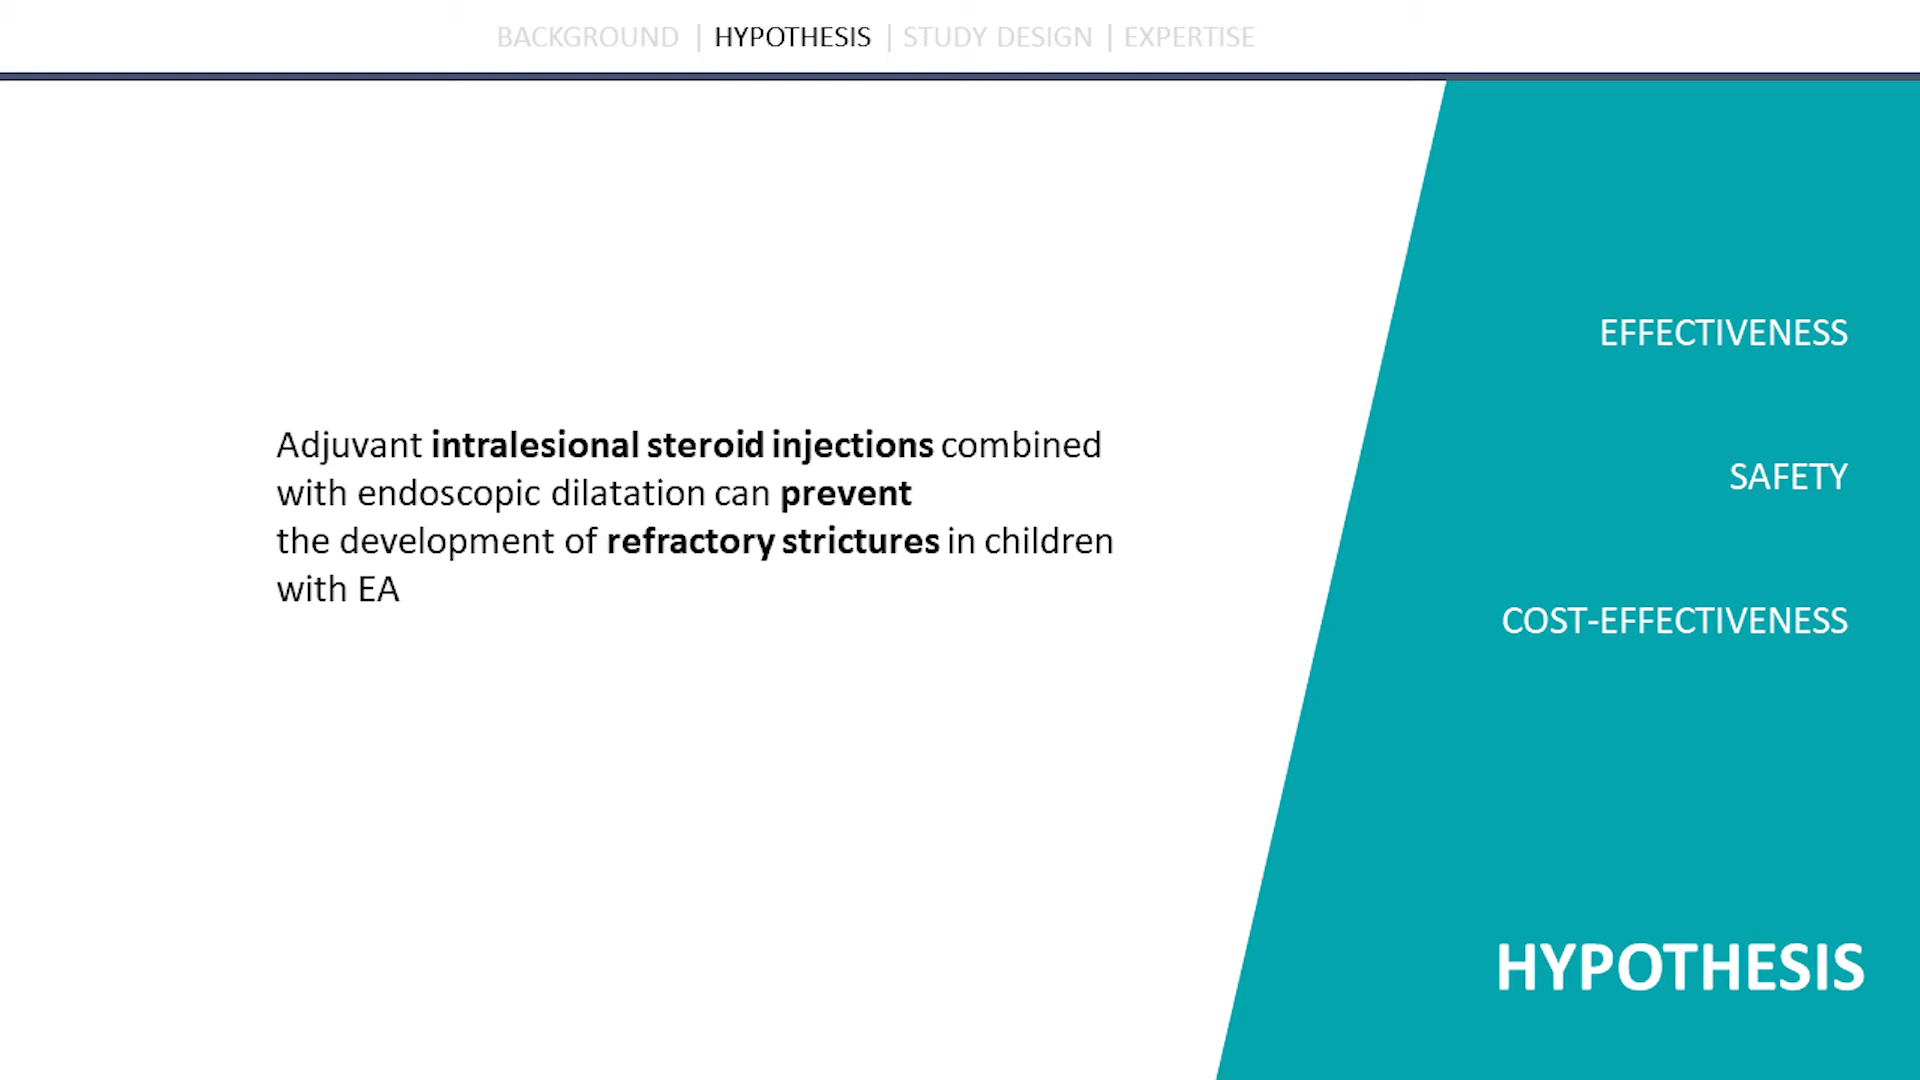 BACKGROUND | HYPOTHESIS | STUDY DESIGN | EXPERTISE
Adjuvant intralesional steroid injections combined
with endoscopic dilatation can prevent
the development of refractory strictures in children
with EA
EFFECTIVENESS
SAFETY
COST-EFFECTIVENESS
HYPOTHESIS